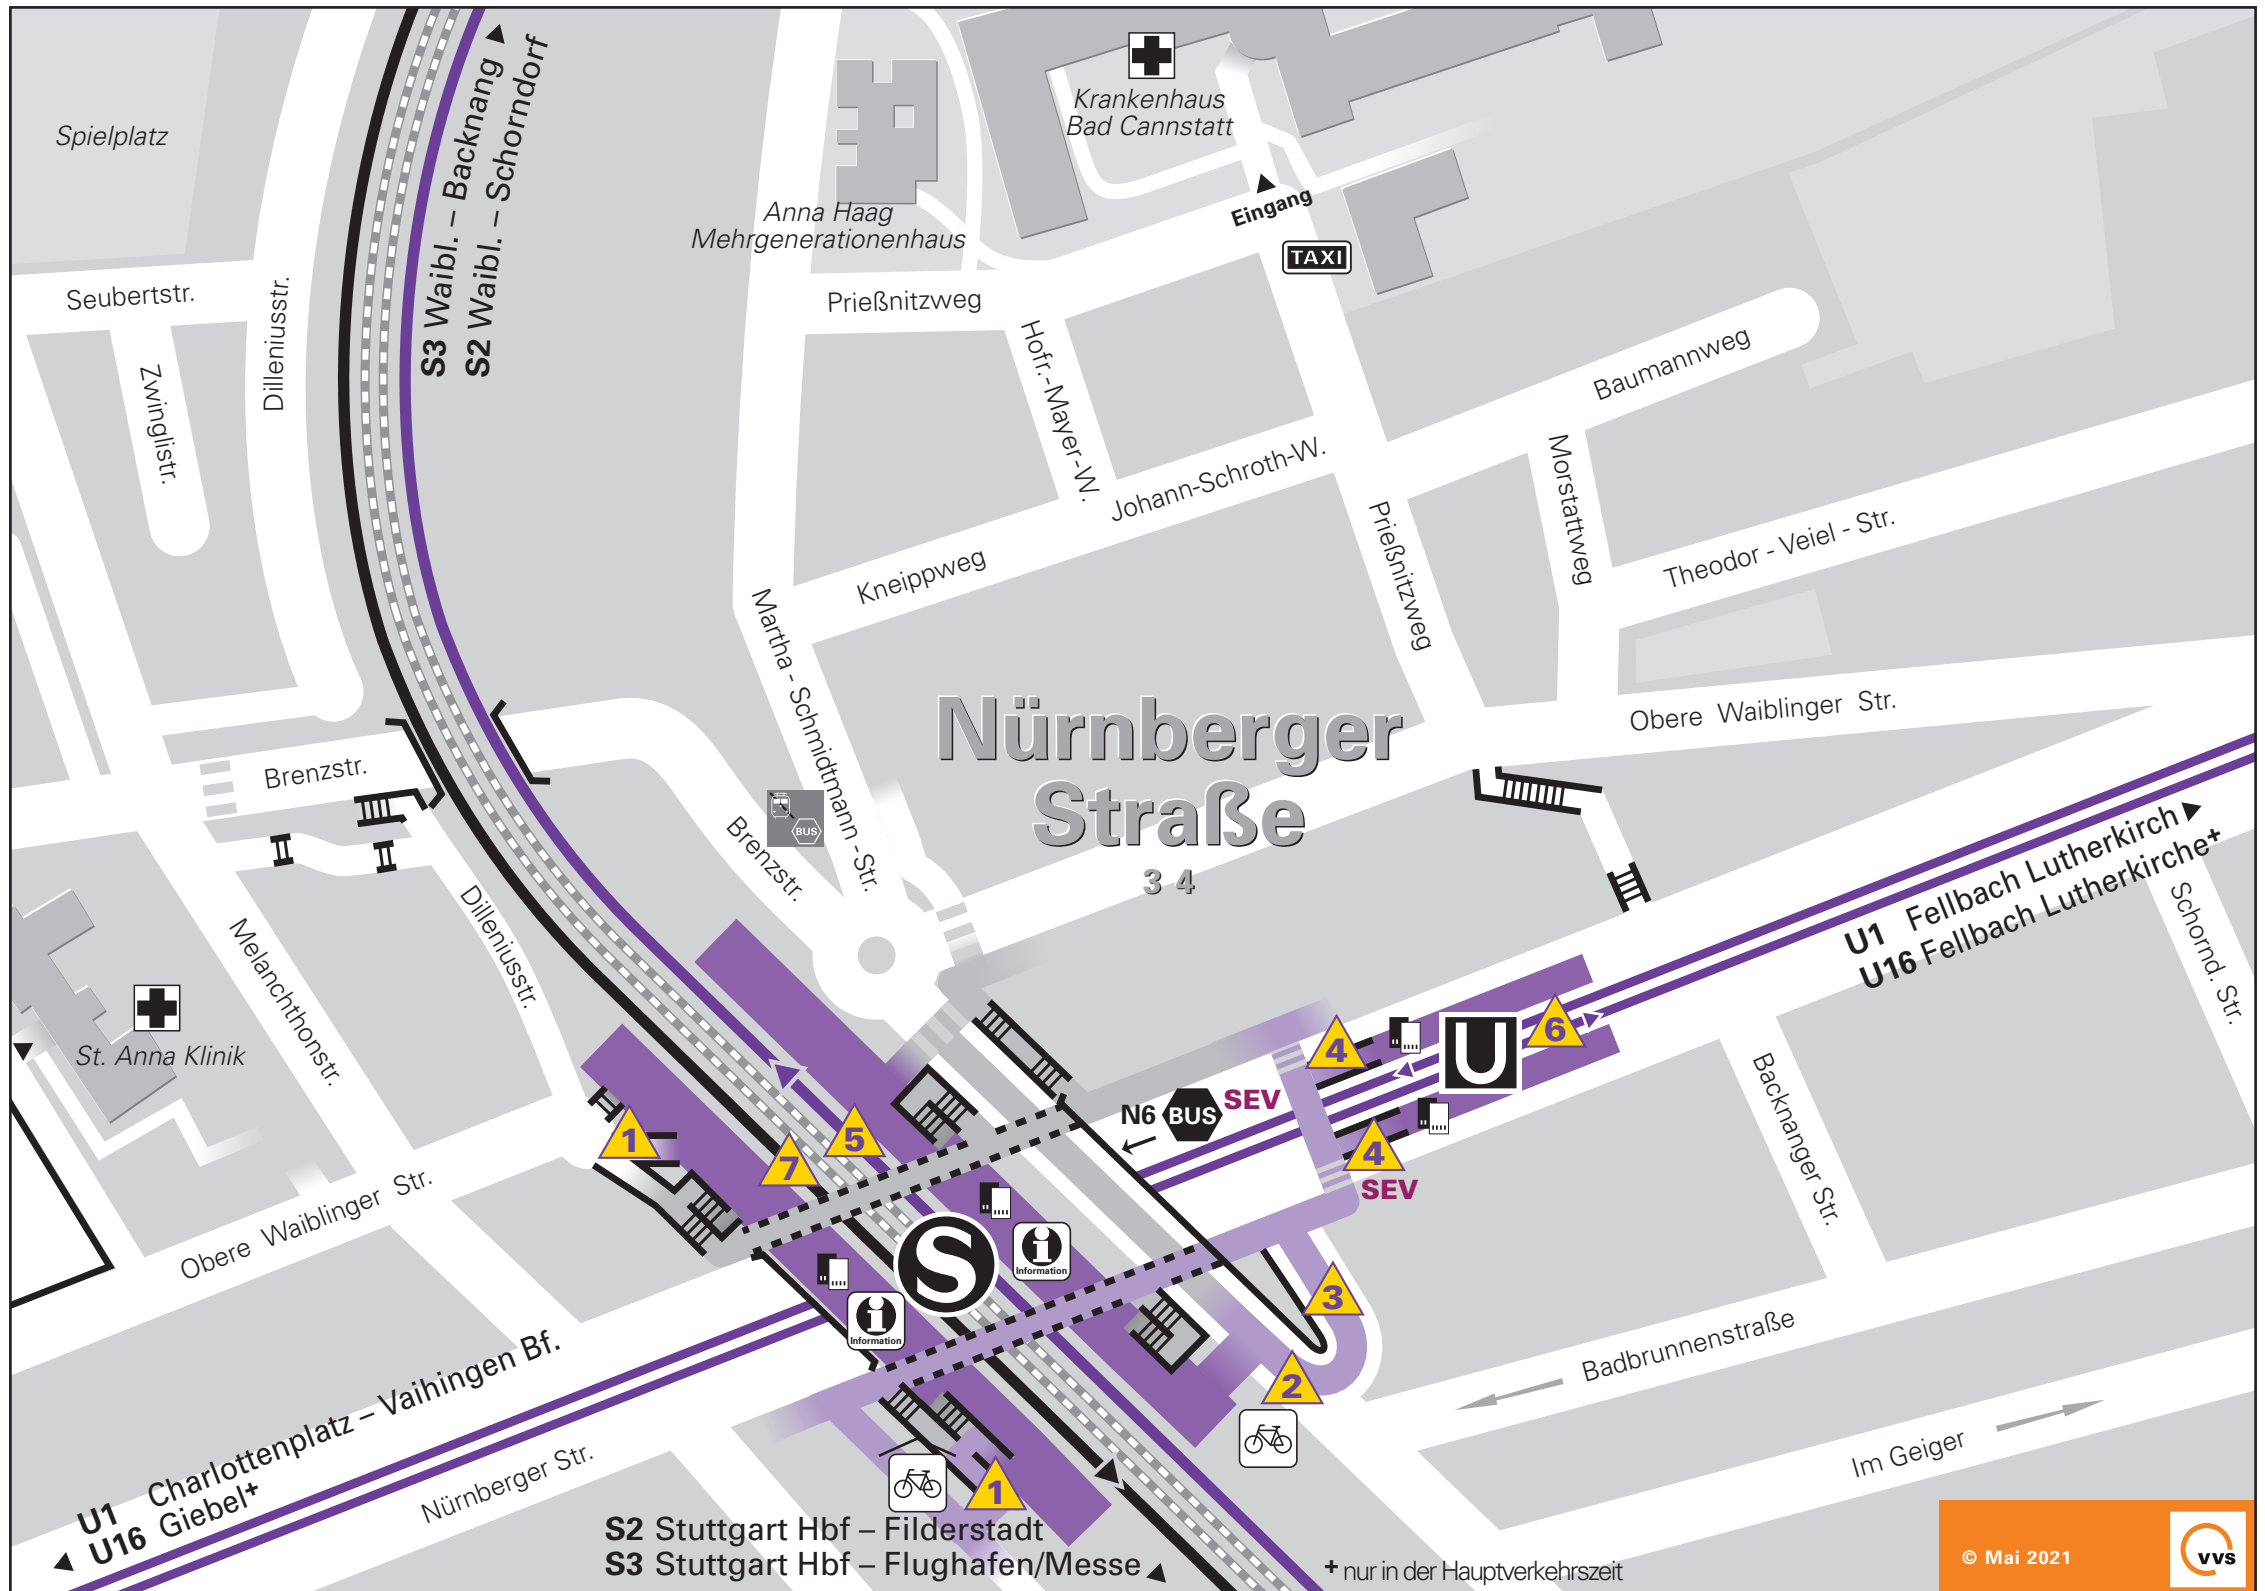 S3 Waibl. – Backnang
S2 Waibl. – Schorndorf
Spielplatz
Krankenhaus
Bad Cannstatt
Anna Haag
Mehrgenerationenhaus
Eingang
TAXI
Seubertstr.
Dilleniusstr.
Zwinglistr.
Prießnitzweg
Hofr.-Mayer-W.
Baumannweg
Johann-Schroth-W.
Morstattweg
Kneippweg
Prießnitzweg
Theodor - Veiel - Str.
Martha - Schmidtmann - Str.
Obere Waiblinger Str.
Nürnberger
Straße
3 4
Brenzstr.
BUS
Brenzstr.
U1 Fellbach Lutherkirch
U16 Fellbach Lutherkirche+
Schornd. Str.
Dilleniusstr.
Melanchthonstr.
St. Anna Klinik
4
6
U
Backnanger Str.
N6 BUS SEV
1
7
5
4
SEV
Obere Waiblinger Str.
S
Information
Information
3
2
Badbrunnenstraße
Im Geiger
U1 Charlottenplatz – Vaihingen Bf.
U16 Giebel+
Nürnberger Str.
1
S2 Stuttgart Hbf – Filderstadt
S3 Stuttgart Hbf – Flughafen/Messe
+ nur in der Hauptverkehrszeit
© Mai 2021
VVS